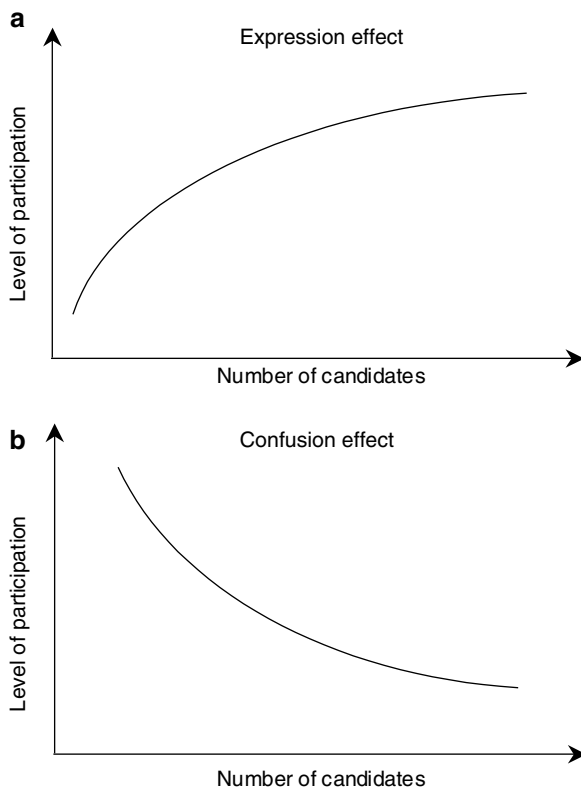 a
Expression effect
Level of participation
Number of candidates
b
Confusion effect
Level of participation
Number of candidates